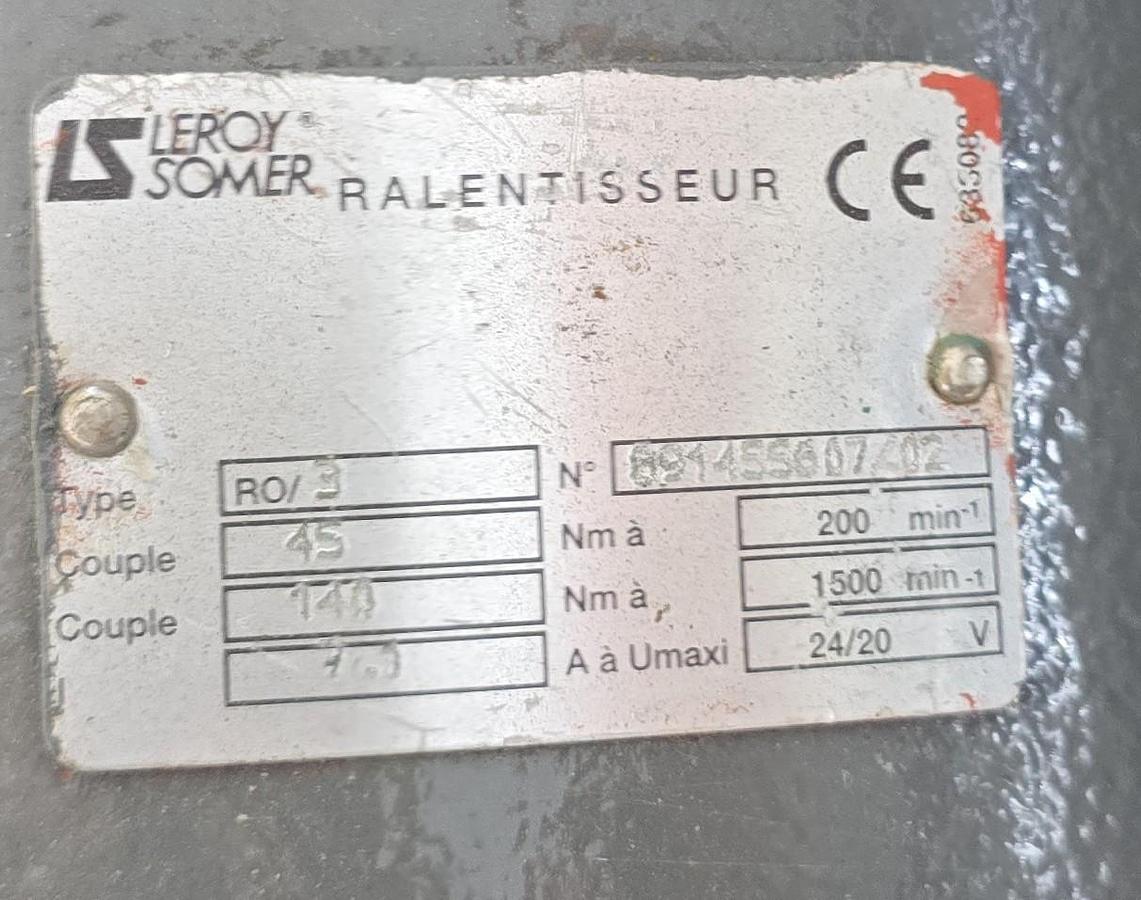 LEROY®
SOMER
RALENTISSEUR CE
Type RO/ 3 N°
Couple 45 Nm à 200 min-1
Couple 140 Nm à 1500 min-1
I A à Umaxi 24/20 V